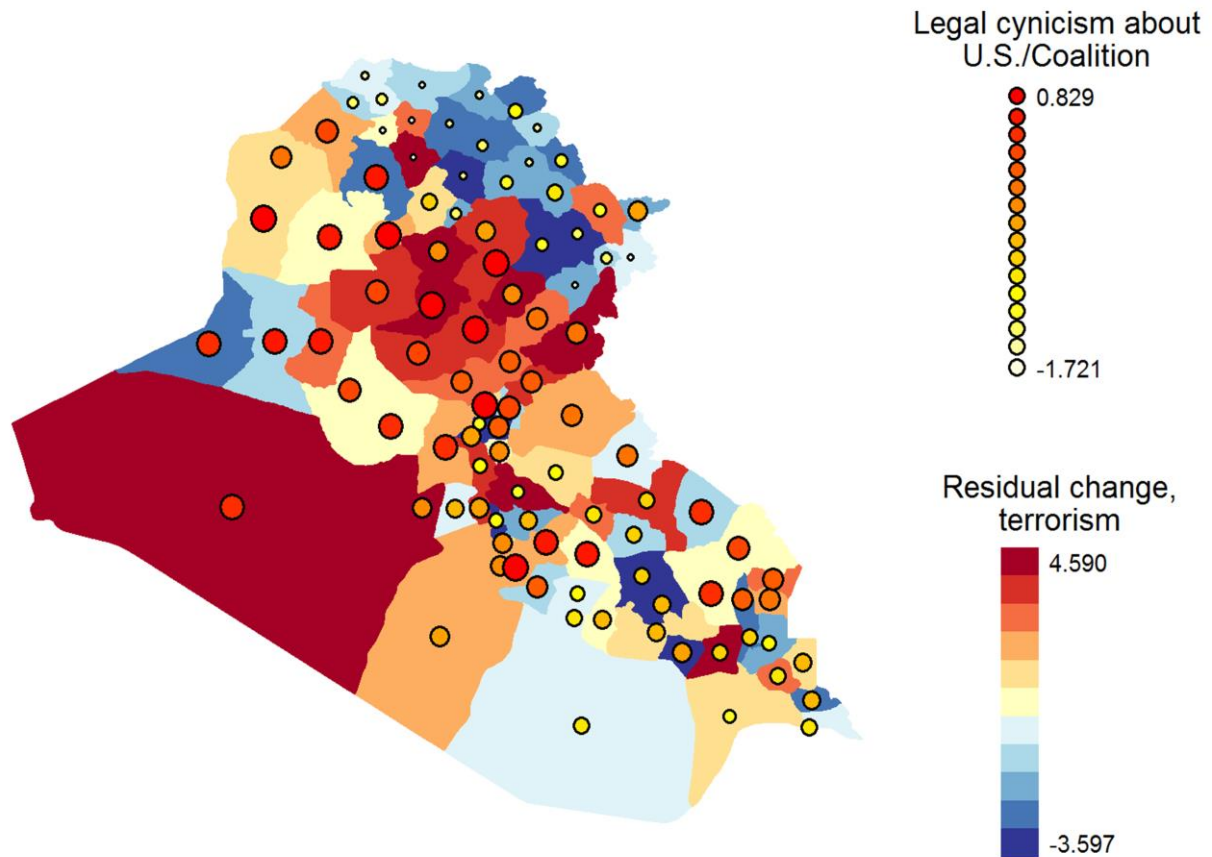 Legal cynicism about
U.S./Coalition
0.829
-1.721
Residual change,
terrorism
4.590
-3.597